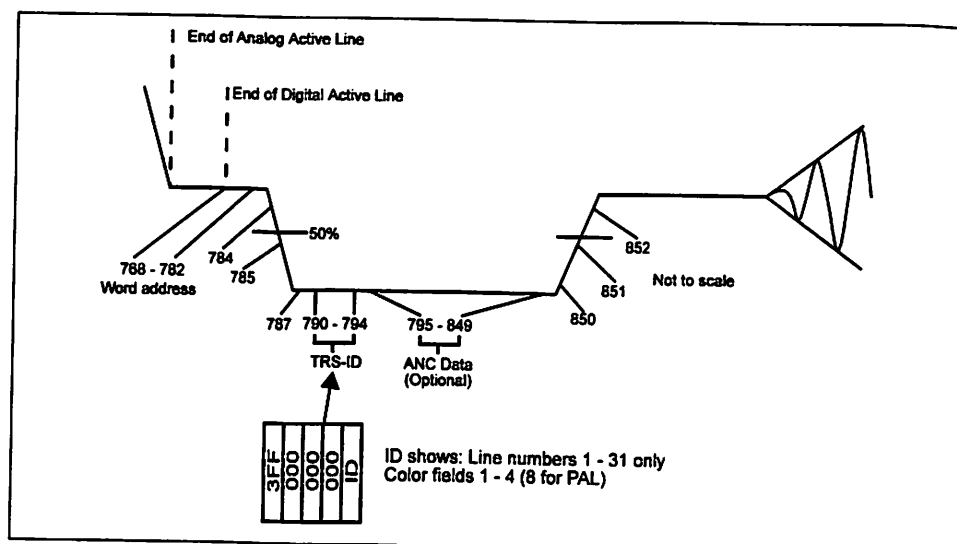 End of Analog Active Line
End of Digital Active Line
50%
768 - 782
784
785
Word address
852
851
Not to scale
787
790 - 794
795 - 849
850
TRS-ID
ANC Data
(Optional)
3FF
000
000
000
ID
ID shows: Line numbers 1 - 31 only
Color fields 1 - 4 (8 for PAL)